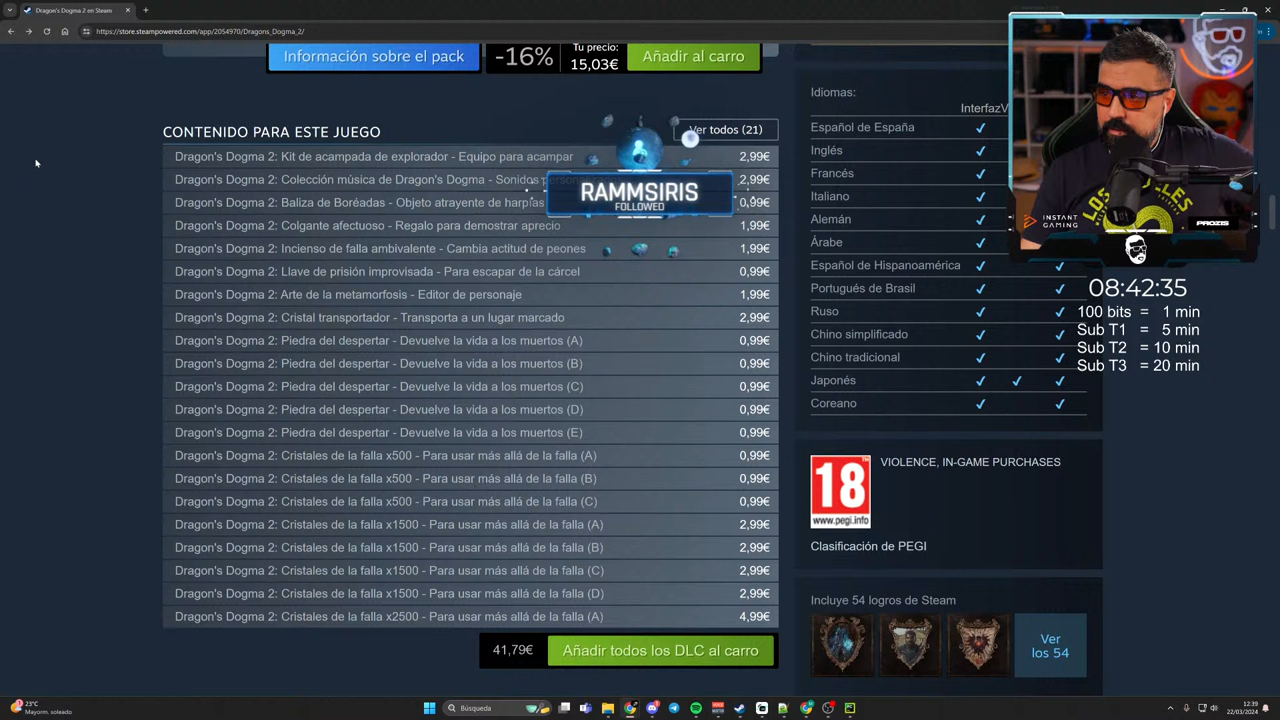 Dragon's Dogma 2 en Steam
https://store.steampowered.com/app/2054970/Dragons_Dogma_2/
Información sobre el pack
-16%
Tu precio:
15,03€
Añadir al carro
CONTENIDO PARA ESTE JUEGO
Ver todos (21)
Dragon's Dogma 2: Kit de acampada de explorador - Equipo para acampar 2,99€
Dragon's Dogma 2: Colección música de Dragon's Dogma - Sonidos 2,99€
Dragon's Dogma 2: Baliza de Boréadas - Objeto atrayente de harpías 0,99€
Dragon's Dogma 2: Colgante afectuoso - Regalo para demostrar aprecio 1,99€
Dragon's Dogma 2: Incienso de falla ambivalente - Cambia actitud de peones 1,99€
Dragon's Dogma 2: Llave de prisión improvisada - Para escapar de la cárcel 0,99€
Dragon's Dogma 2: Arte de la metamorfosis - Editor de personaje 1,99€
Dragon's Dogma 2: Cristal transportador - Transporta a un lugar marcado 2,99€
Dragon's Dogma 2: Piedra del despertar - Devuelve la vida a los muertos (A) 0,99€
Dragon's Dogma 2: Piedra del despertar - Devuelve la vida a los muertos (B) 0,99€
Dragon's Dogma 2: Piedra del despertar - Devuelve la vida a los muertos (C) 0,99€
Dragon's Dogma 2: Piedra del despertar - Devuelve la vida a los muertos (D) 0,99€
Dragon's Dogma 2: Piedra del despertar - Devuelve la vida a los muertos (E) 0,99€
Dragon's Dogma 2: Cristales de la falla x500 - Para usar más allá de la falla (A) 0,99€
Dragon's Dogma 2: Cristales de la falla x500 - Para usar más allá de la falla (B) 0,99€
Dragon's Dogma 2: Cristales de la falla x500 - Para usar más allá de la falla (C) 0,99€
Dragon's Dogma 2: Cristales de la falla x1500 - Para usar más allá de la falla (A) 2,99€
Dragon's Dogma 2: Cristales de la falla x1500 - Para usar más allá de la falla (B) 2,99€
Dragon's Dogma 2: Cristales de la falla x1500 - Para usar más allá de la falla (C) 2,99€
Dragon's Dogma 2: Cristales de la falla x1500 - Para usar más allá de la falla (D) 2,99€
Dragon's Dogma 2: Cristales de la falla x2500 - Para usar más allá de la falla (A) 4,99€
41,79€
Añadir todos los DLC al carro
RAMMSIRIS
FOLLOWED
Idiomas:
Interfaz
Español de España
Inglés
Francés
Italiano
Alemán
Árabe
Español de Hispanoamérica
Portugués de Brasil
Ruso
Chino simplificado
Chino tradicional
Japonés
Coreano
18
www.pegi.info
VIOLENCE, IN-GAME PURCHASES
Clasificación de PEGI
Incluye 54 logros de Steam
Ver
los 54
INSTANT
GAMING
PROZIS
08:42:35
100 bits = 1 min
Sub T1 = 5 min
Sub T2 = 10 min
Sub T3 = 20 min
23°C
Mayorm. soleado
Búsqueda
12:39
22/03/2024